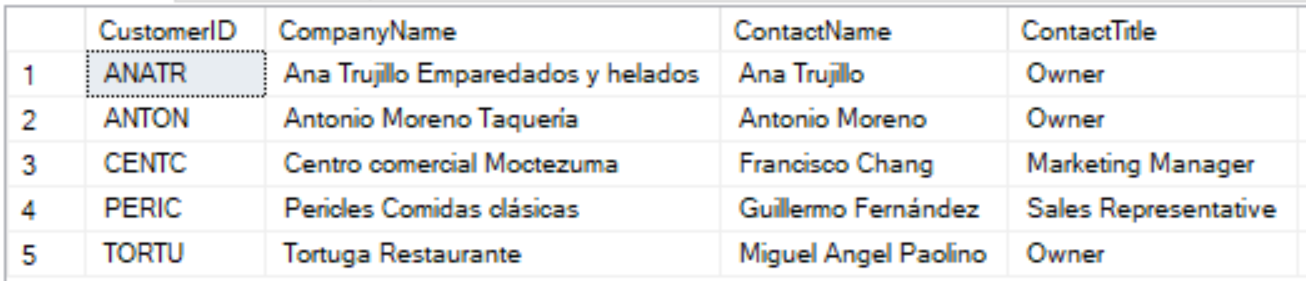 CustomerID CompanyName ContactName ContactTitle
1 ANATR Ana Trujillo Emparedados y helados Ana Trujillo Owner
2 ANTON Antonio Moreno Taquería Antonio Moreno Owner
3 CENTC Centro comercial Moctezuma Francisco Chang Marketing Manager
4 PERIC Pericles Comidas clásicas Guillermo Fernández Sales Representative
5 TORTU Tortuga Restaurante Miguel Angel Paolino Owner